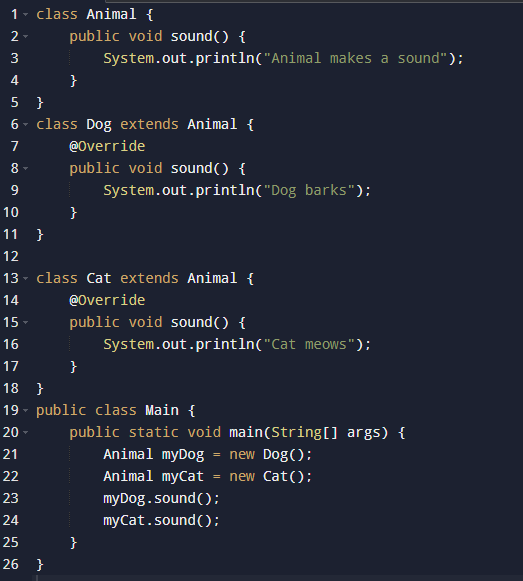 1 class Animal {
2     public void sound() {
3         System.out.println("Animal makes a sound");
4     }
5 }
6 class Dog extends Animal {
7     @Override
8     public void sound() {
9         System.out.println("Dog barks");
10     }
11 }
12
13 class Cat extends Animal {
14     @Override
15     public void sound() {
16         System.out.println("Cat meows");
17     }
18 }
19 public class Main {
20     public static void main(String[] args) {
21         Animal myDog = new Dog();
22         Animal myCat = new Cat();
23         myDog.sound();
24         myCat.sound();
25     }
26 }